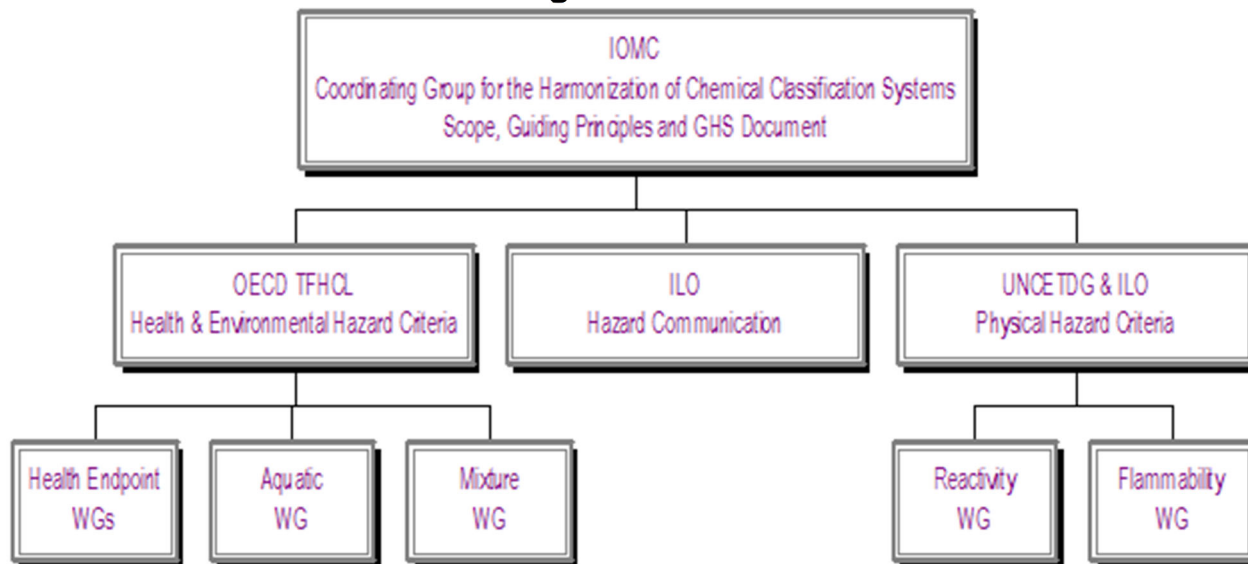 IOMC
Coordinating Group for the Harmonization of Chemical Classification Systems
Scope, Guiding Principles and GHS Document
OECD TFHCL
Health & Environmental Hazard Criteria
ILO
Hazard Communication
UNCETDG & ILO
Physical Hazard Criteria
Health Endpoint
WGs
Aquatic
WG
Mixture
WG
Reactivity
WG
Flammability
WG